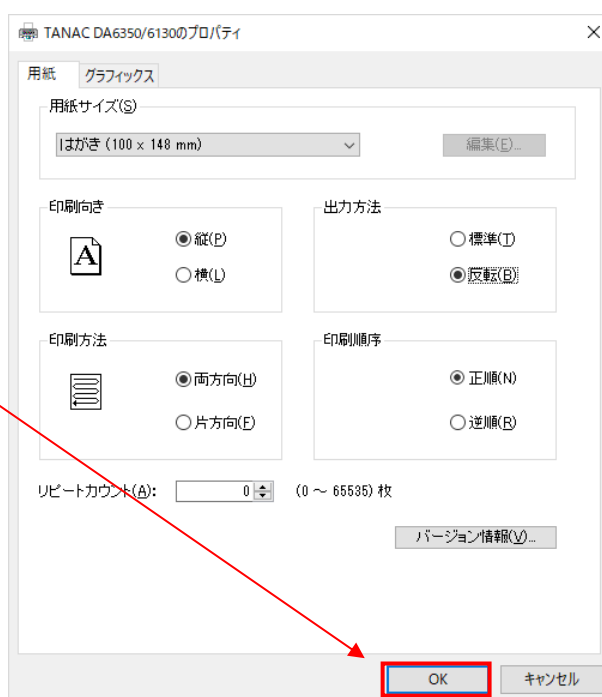 TANAC DA6350/6130のプロパティ
用紙 グラフィックス
用紙サイズ(S)
はがき (100 x 148 mm) 編集(E)...
印刷向き 出力方法
A 縦(P) 標準(T)
横(L) 反転(B)
印刷方法 印刷順序
両方向(H) 正順(N)
片方向(F) 逆順(R)
リピートカウント(A): 0 (0 ～ 65535) 枚
バージョン情報(V)...
OK キャンセル